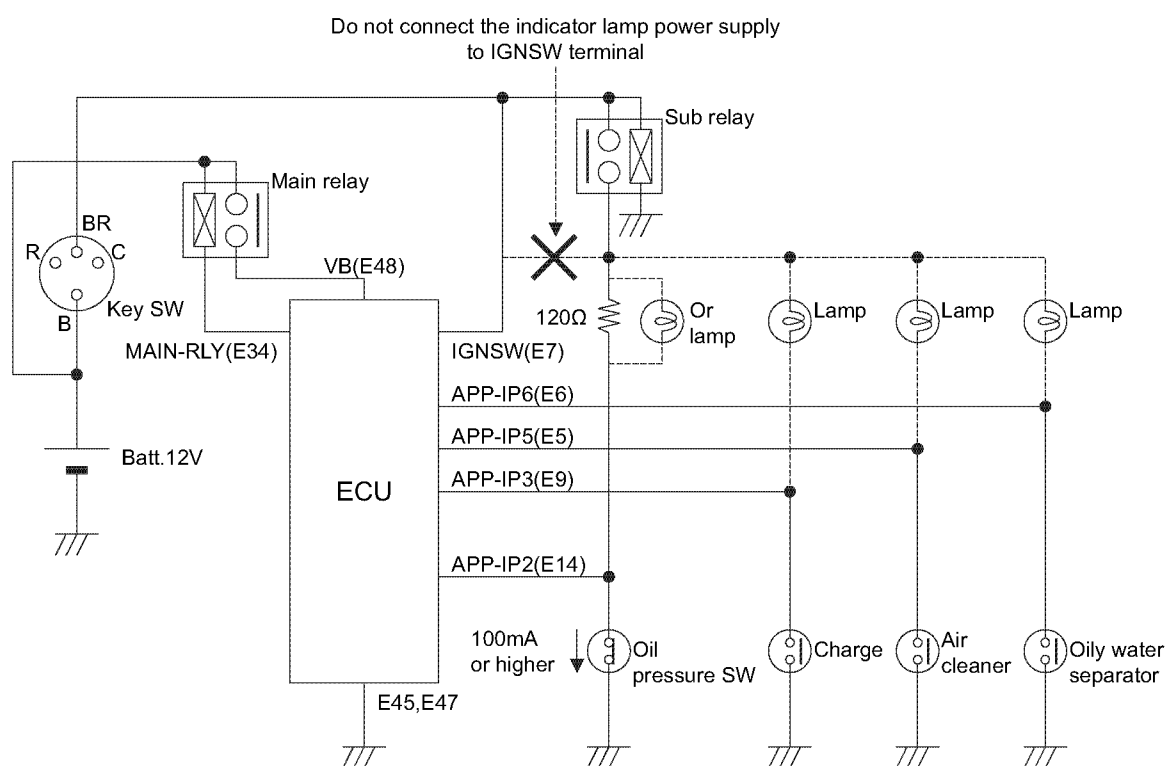 Do not connect the indicator lamp power supply
to IGNSW terminal
Sub relay
Main relay
BR
R
C
Key SW
B
VB(E48)
120Ω
Or
lamp
Lamp
Lamp
Lamp
MAIN-RLY(E34)
IGNSW(E7)
APP-IP6(E6)
APP-IP5(E5)
Batt.12V
APP-IP3(E9)
ECU
APP-IP2(E14)
100mA
or higher
Oil
pressure SW
Charge
Air
cleaner
Oily water
separator
E45,E47